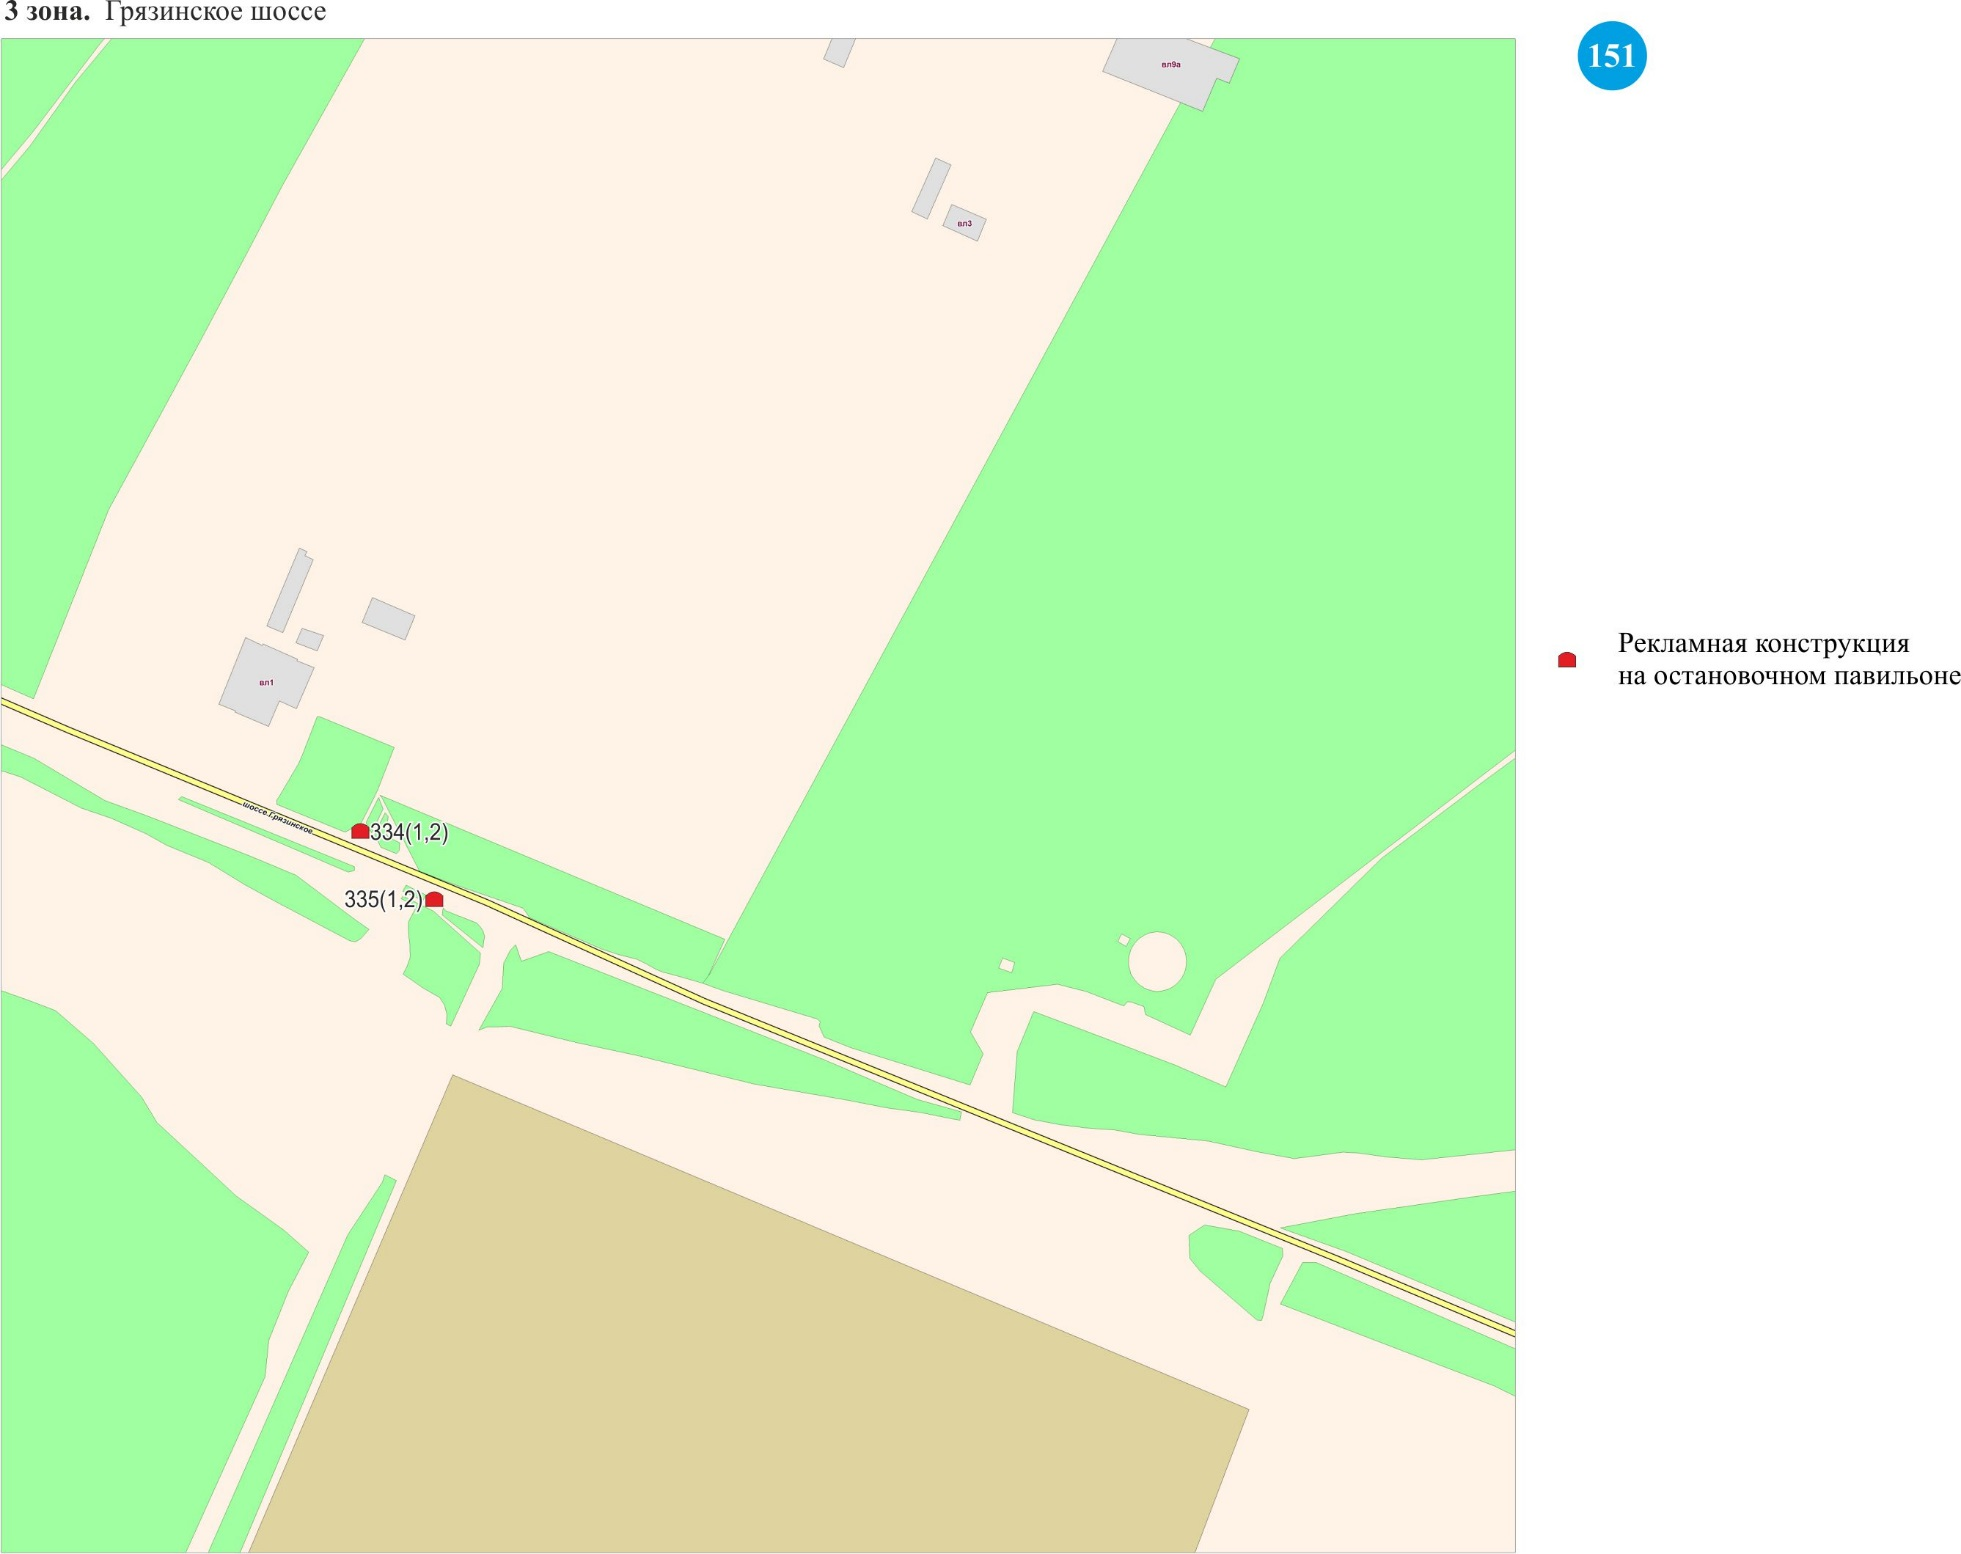 3 зона. Грязинское шоссе
151
вл9а
вл3
вл1
шоссе Грязинское
334(1,2)
335(1,2)
Рекламная конструкция
на остановочном павильоне